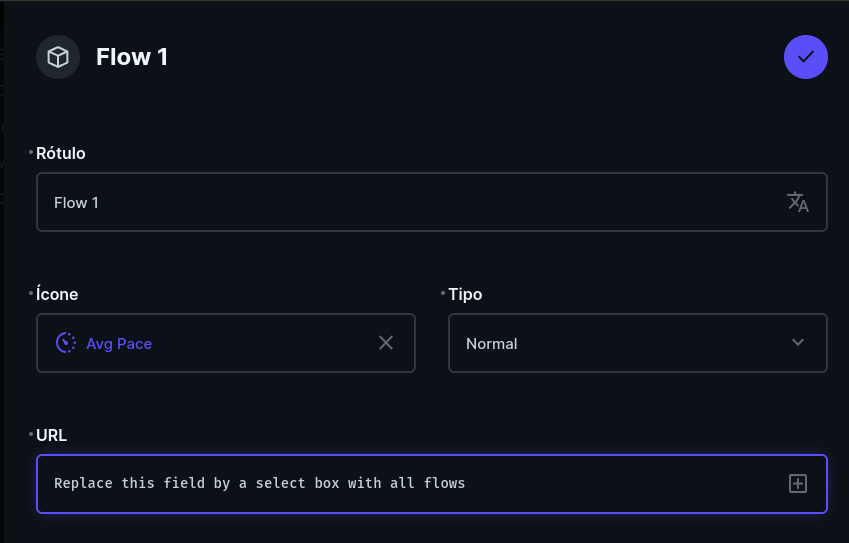 Flow 1
Rótulo
Flow 1
Ícone
Tipo
Avg Pace
Normal
URL
Replace this field by a select box with all flows